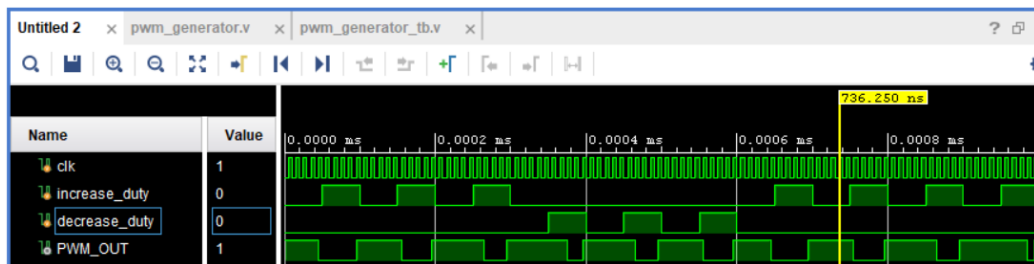 Untitled 2 × pwm_generator.v × pwm_generator_tb.v × ?
736.250 ns
Name Value 0.0000 ms 0.0002 ms 0.0004 ms 0.0006 ms 0.0008 ms
clk 1
increase_duty 0
decrease_duty 0
PWM_OUT 1